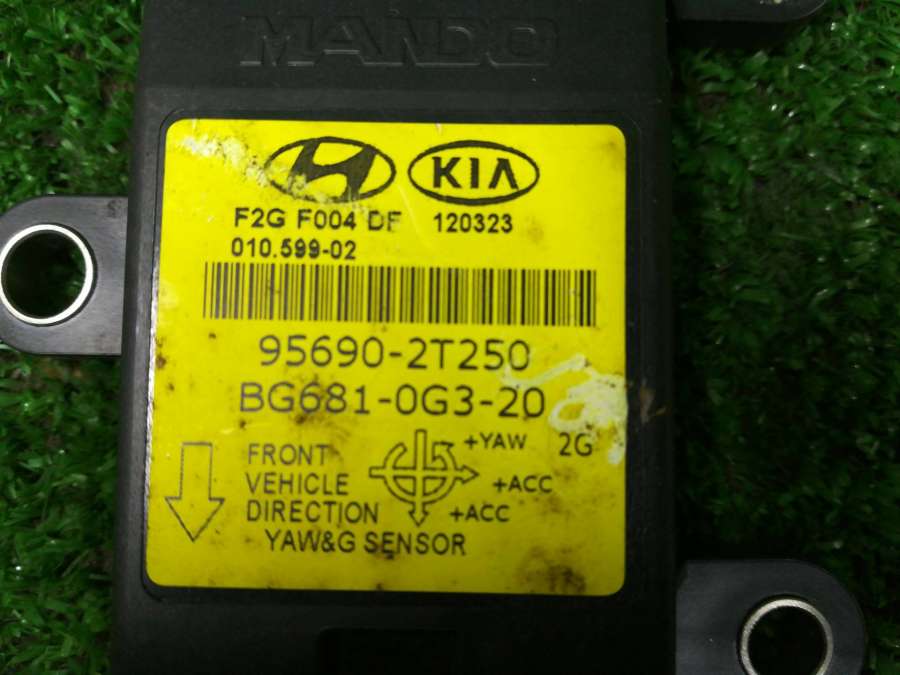 MANDO
KIA
F2G F004 DF 120323
010.599-02
95690-2T250
BG681-0G3-20
+YAW 2G
FRONT
VEHICLE +ACC
DIRECTION +ACC
YAW&G SENSOR